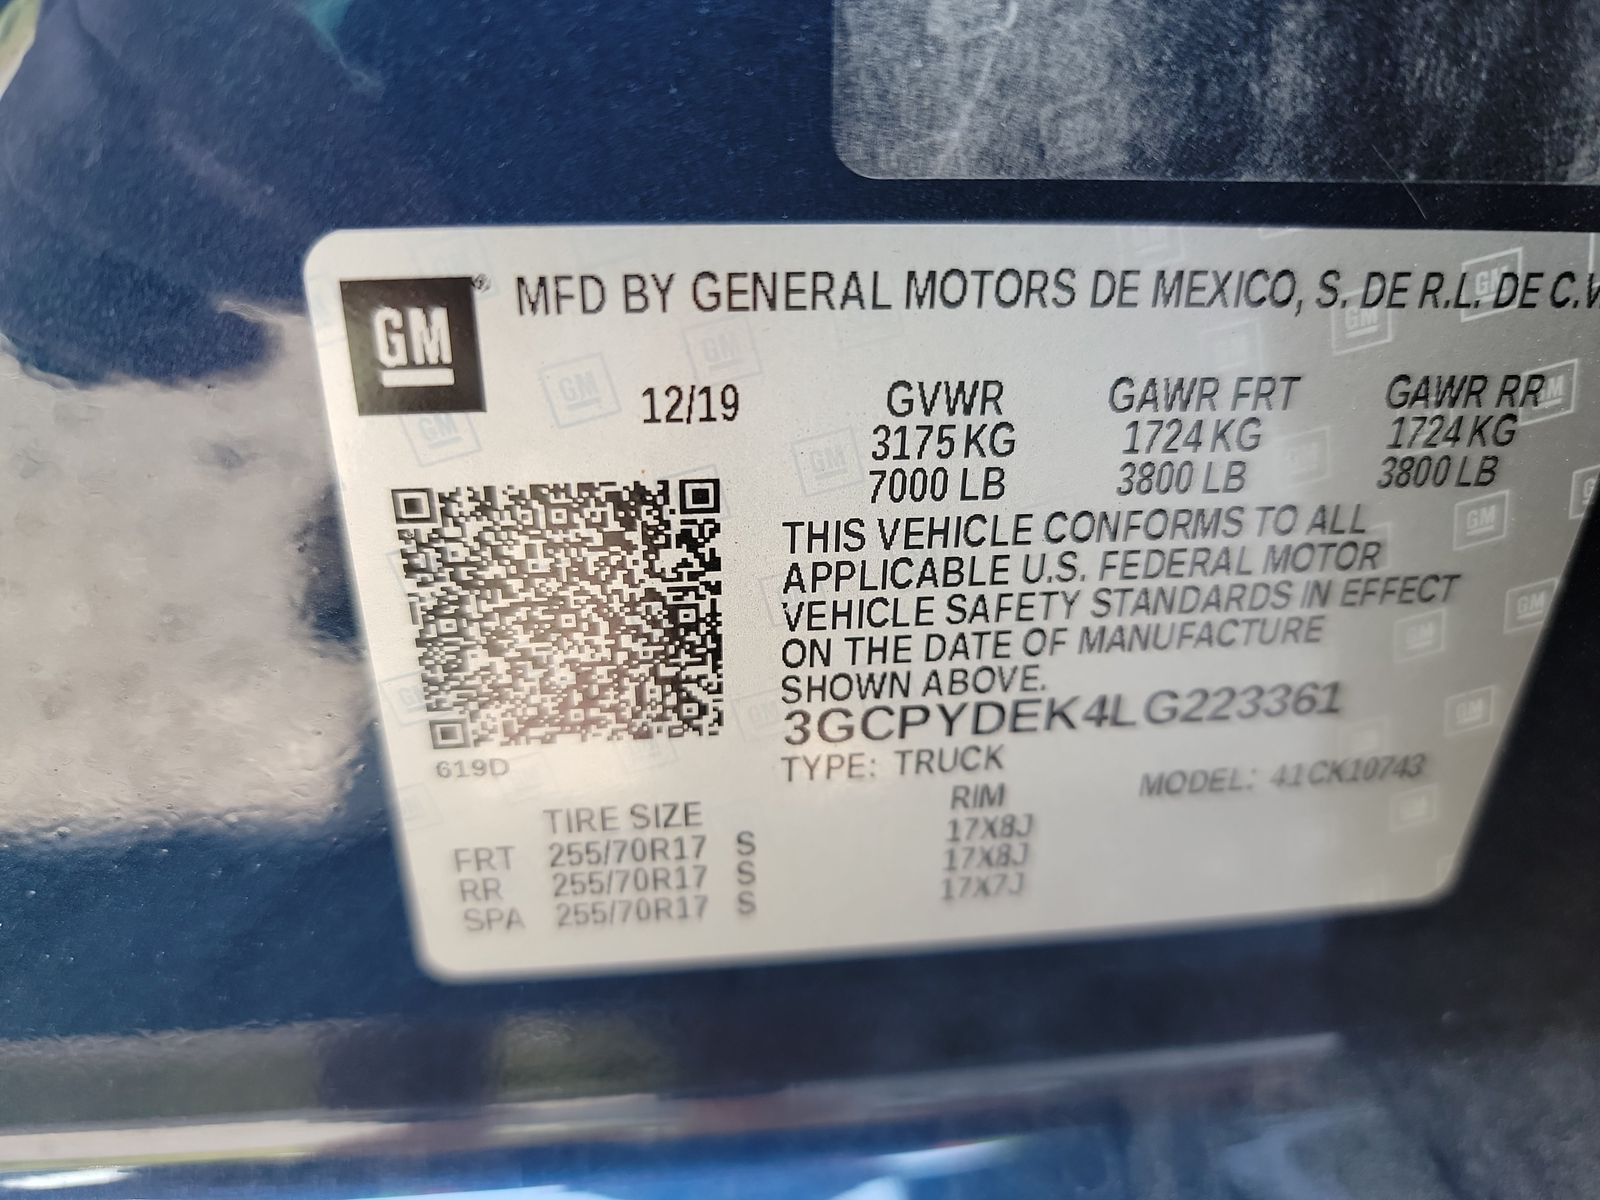 GM
MFD BY GENERAL MOTORS DE MEXICO, S. DE R.L. DE C.V
12/19
GVWR GAWR FRT GAWR RR
3175 KG 1724 KG 1724 KG
7000 LB 3800 LB 3800 LB
THIS VEHICLE CONFORMS TO ALL
APPLICABLE U.S. FEDERAL MOTOR
VEHICLE SAFETY STANDARDS IN EFFECT
ON THE DATE OF MANUFACTURE
SHOWN ABOVE.
3GCPYDEK4LG223361
619D
TYPE: TRUCK MODEL: 41CK10743
TIRE SIZE RIM
FRT 255/70R17 S 17X8J
RR 255/70R17 S 17X8J
SPA 255/70R17 S 17X7J